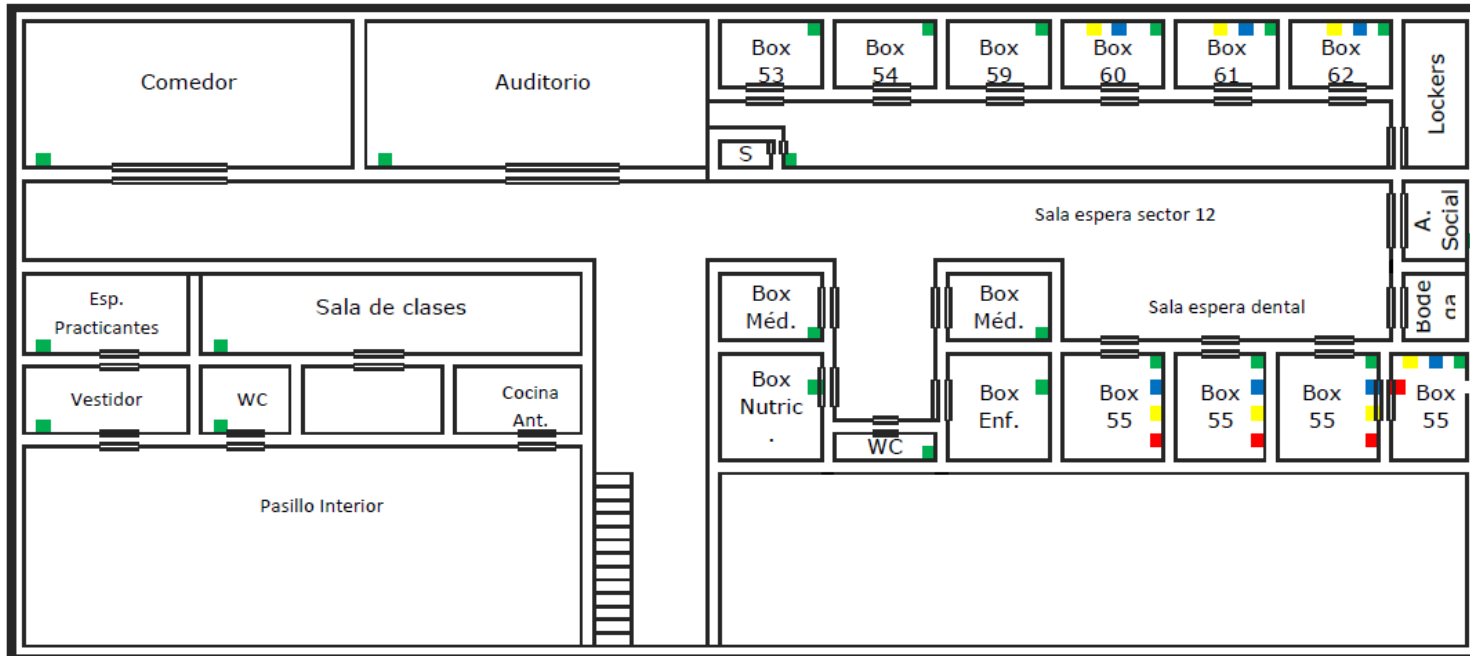 Comedor
Auditorio
Box
53
Box
54
Box
59
Box
60
Box
61
Box
62
Lockers
S
Sala espera sector 12
A.
Social
Esp.
Practicantes
Sala de clases
Box
Méd.
Box
Méd.
Sala espera dental
Bode
ga
Vestidor
WC
Cocina
Ant.
Box
Nutric
.
WC
Box
Enf.
Box
55
Box
55
Box
55
Box
55
Pasillo Interior